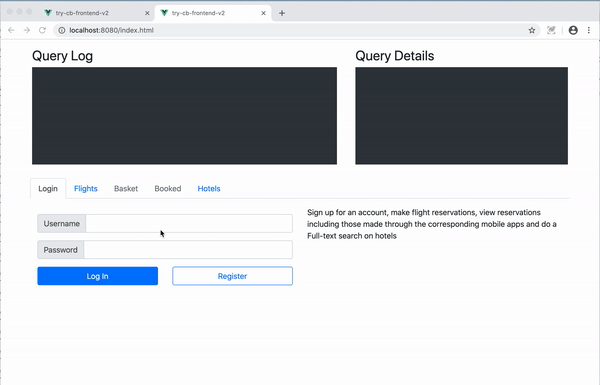 try-cb-frontend-v2
try-cb-frontend-v2
localhost:8080/index.html
Query Log
Query Details
Login Flights Basket Booked Hotels
Username
Password
Log In
Register
Sign up for an account, make flight reservations, view reservations
including those made through the corresponding mobile apps and do a
Full-text search on hotels